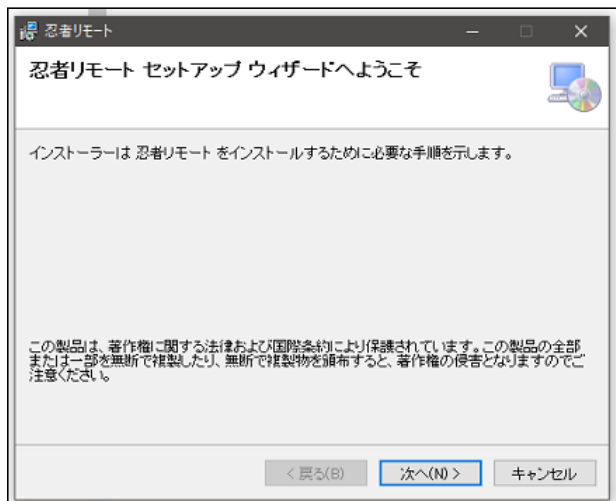 忍者リモート
忍者リモート セットアップ ウィザードへようこそ
インストーラーは 忍者リモート をインストールするために必要な手順を示します。
この製品は、著作権に関する法律および国際条約により保護されています。この製品の全部
または一部を無断で複製したり、無断で複製物を頒布すると、著作権の侵害となりますのでご
注意ください。
< 戻る(B)
次へ(N) >
キャンセル